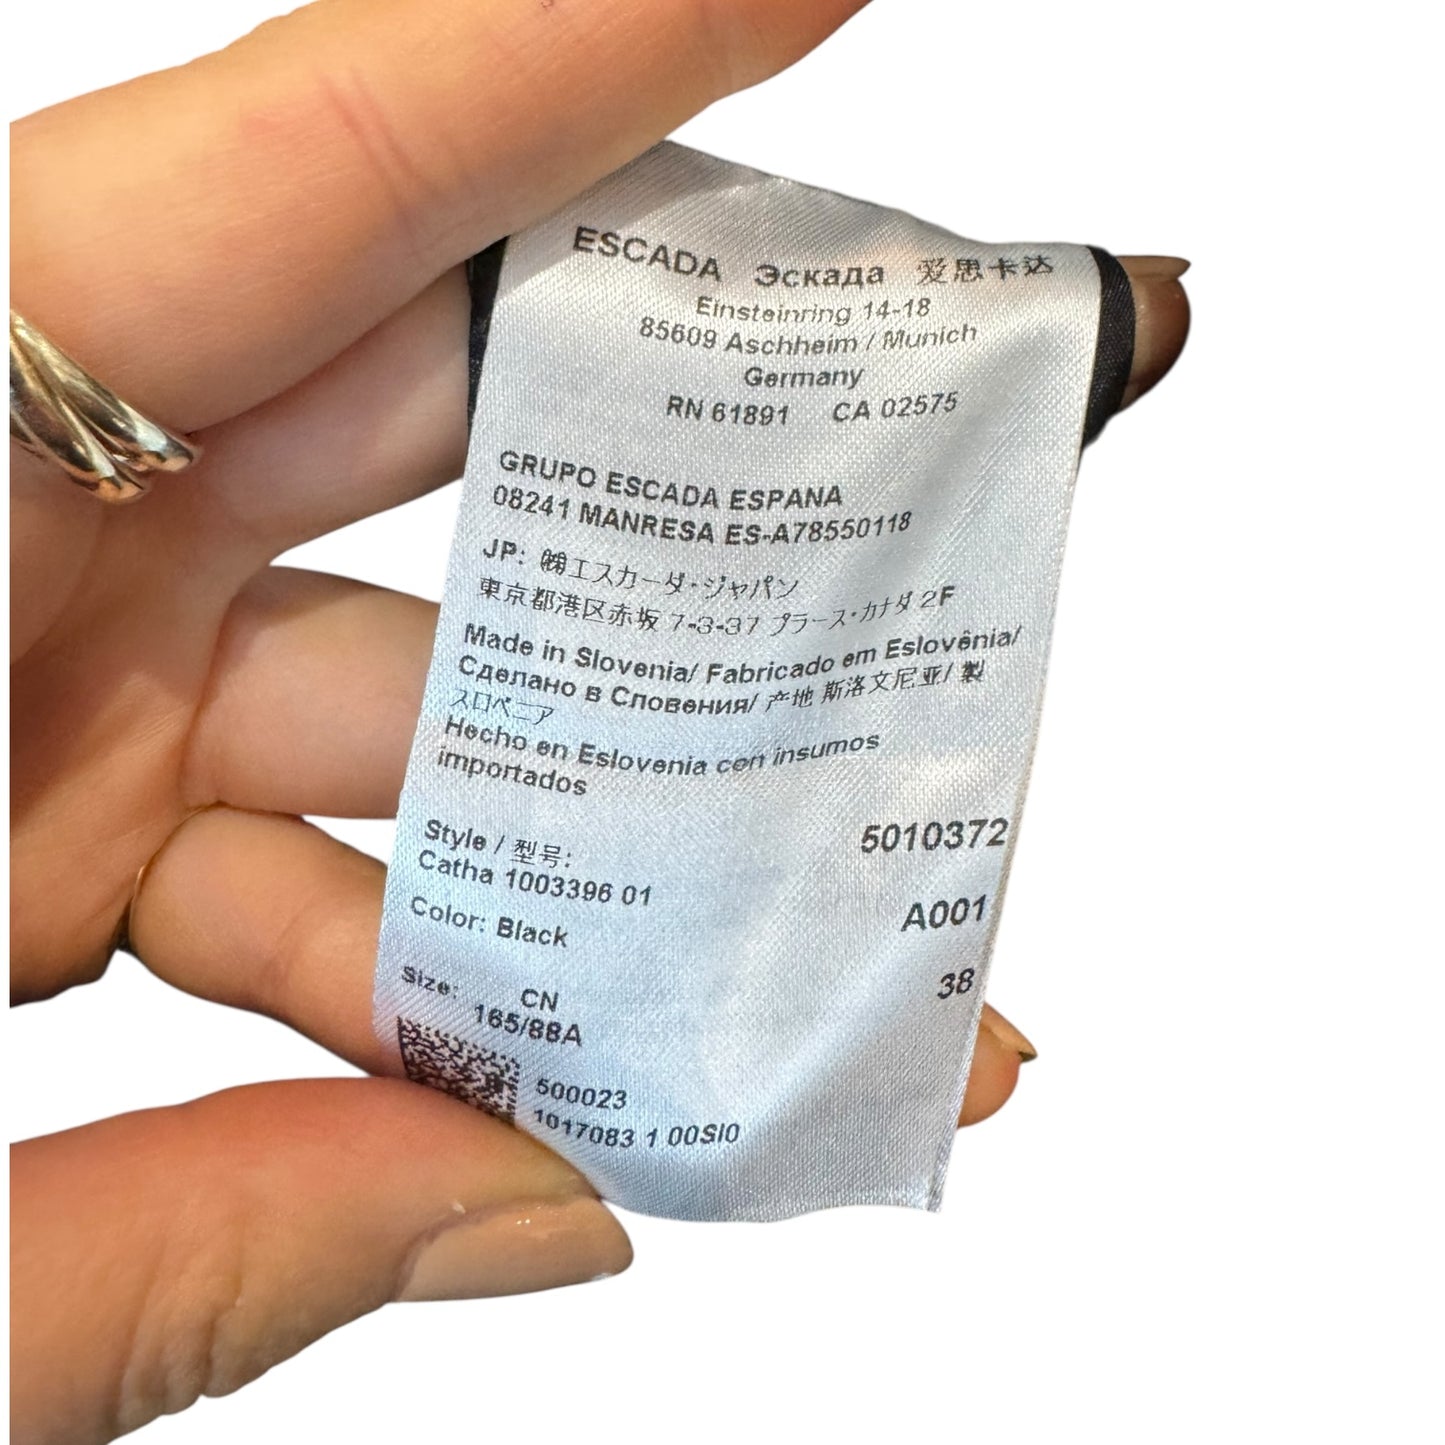 ESCADA Эскада 爱思卡达
Einsteinring 14-18
85609 Aschheim / Munich
Germany
RN 61891 CA 02575
GRUPO ESCADA ESPANA
08241 MANRESA ES-A78550118
JP: ㈱エスカーダ・ジャパン
東京都港区赤坂 7-3-37 プラース・カナダ 2F
Made in Slovenia/ Fabricado em Eslovênia/
Сделано в Словения/ 产地 斯洛文尼亚/ 製
スロベニア
Hecho en Eslovenia con insumos
importados
Style / 型号: 5010372
Catha 1003396 01
Color: Black A001
Size: CN 38
165/88A
500023
1017083 1 00SI0